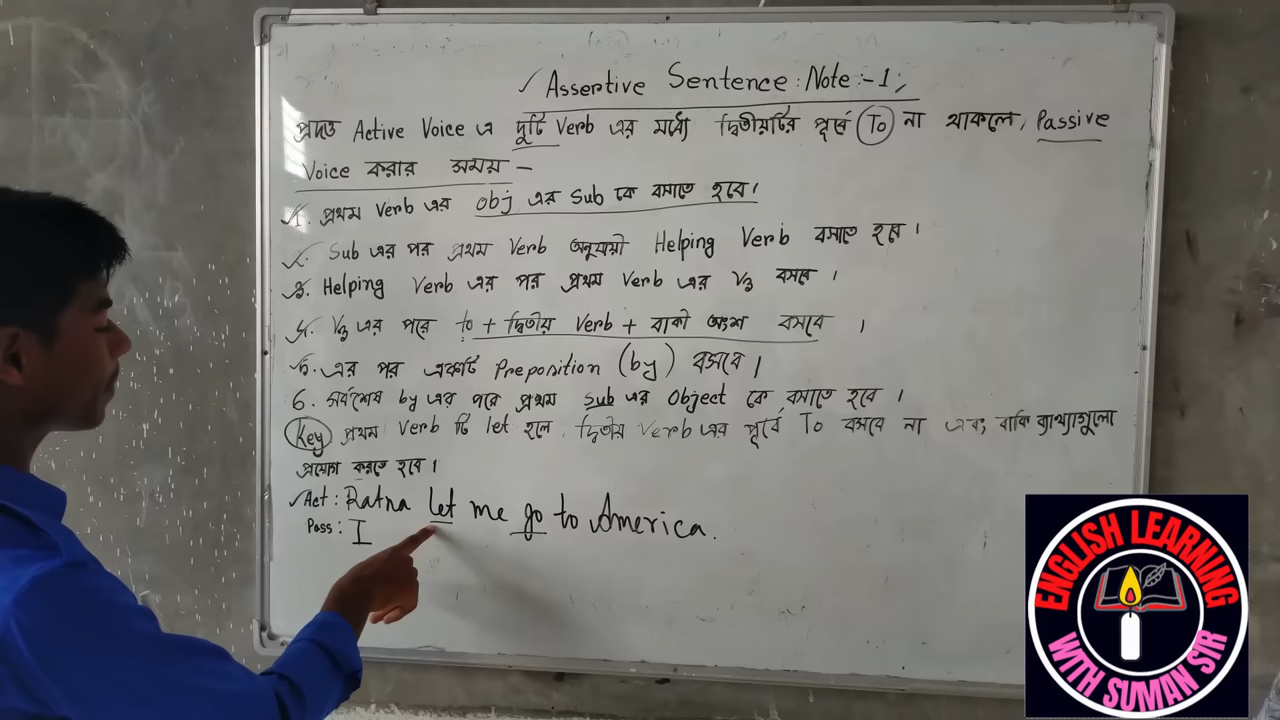 ✓ Assertive Sentence : Note :- 1;
প্রদত্ত Active Voice এ দুটি Verb এর মধ্যে দ্বিতীয়টির পূর্বে To না থাকলে, Passive
Voice করার সময় –
1. প্রথম Verb এর obj এর Sub কে বসাতে হবে।
২. Sub এর পর প্রথম Verb অনুযায়ী Helping Verb বসাতে হবে।
৩. Helping Verb এর পর প্রথম Verb এর V3 বসবে।
৪. V3 এর পরে to + দ্বিতীয় Verb + বাকী অংশ বসবে।
৫. এর পর একটি Preposition (by) বসবে।
6. সর্বশেষ by এর পরে প্রথম sub এর Object কে বসাতে হবে।
Key প্রথম Verb টি let হলে, দ্বিতীয় Verb এর পূর্বে To বসবে না এবং বাকি ব্যাখ্যাগুলো
প্রয়োগ করতে হবে।
✓ Act : Ratna let me go to America.
Pass : I
ENGLISH LEARNING
WITH SUMAN SIR